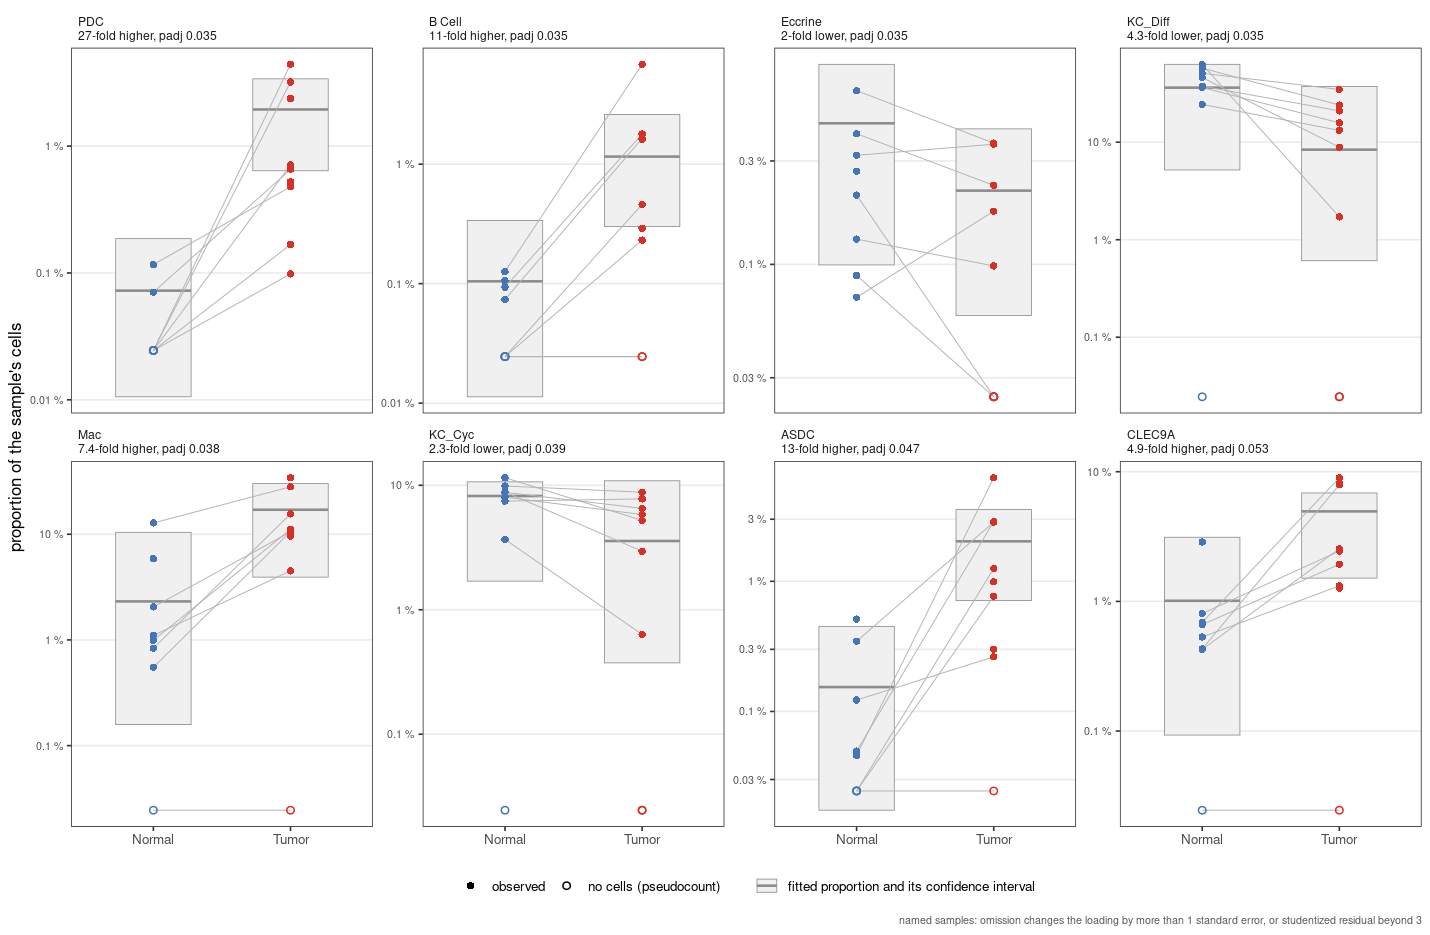 PDC
27-fold higher, padj 0.035
B Cell
11-fold higher, padj 0.035
Eccrine
2-fold lower, padj 0.035
KC_Diff
4.3-fold lower, padj 0.035
proportion of the sample's cells
1 %
0.1 %
0.01 %
1 %
0.1 %
0.01 %
0.3 %
0.1 %
0.03 %
10 %
1 %
0.1 %
Mac
7.4-fold higher, padj 0.038
KC_Cyc
2.3-fold lower, padj 0.039
ASDC
13-fold higher, padj 0.047
CLEC9A
4.9-fold higher, padj 0.053
10 %
1 %
0.1 %
10 %
1 %
0.1 %
3 %
1 %
0.3 %
0.1 %
0.03 %
10 %
1 %
0.1 %
Normal Tumor
Normal Tumor
Normal Tumor
Normal Tumor
observed no cells (pseudocount) fitted proportion and its confidence interval
named samples: omission changes the loading by more than 1 standard error, or studentized residual beyond 3